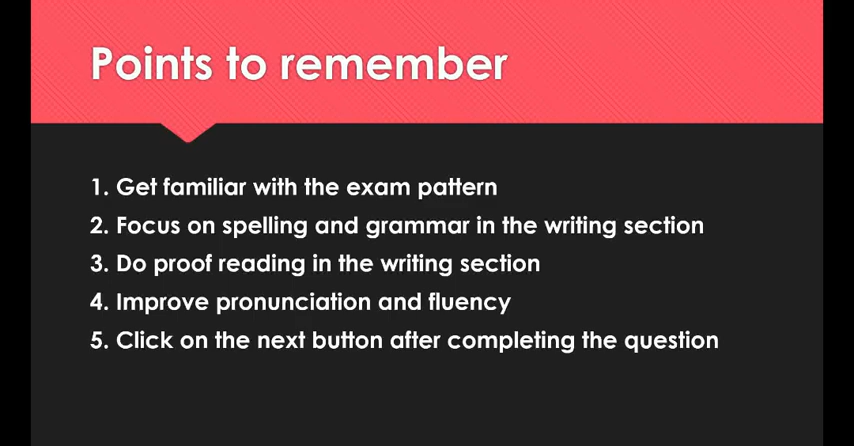 Points to remember
1. Get familiar with the exam pattern
2. Focus on spelling and grammar in the writing section
3. Do proof reading in the writing section
4. Improve pronunciation and fluency
5. Click on the next button after completing the question